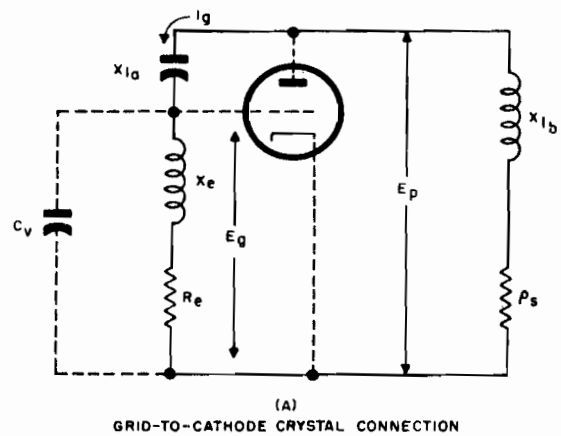 Ig
X1a
X1b
Xe
Ep
Eg
Cv
Re
ρs
(A)
GRID-TO-CATHODE CRYSTAL CONNECTION